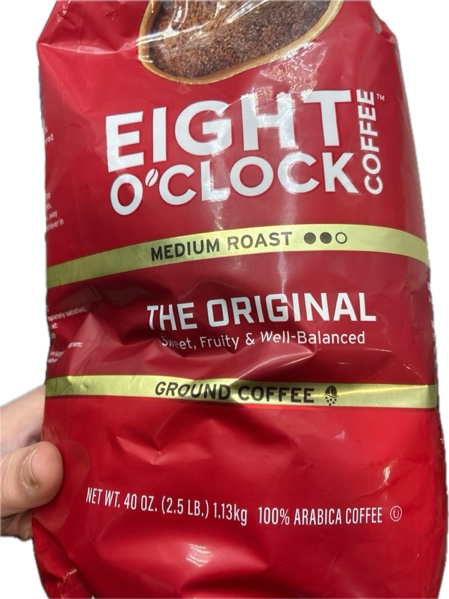 EIGHT
O'CLOCK
COFFEE™
MEDIUM ROAST
THE ORIGINAL
Sweet, Fruity & Well-Balanced
GROUND COFFEE
NET WT. 40 OZ. (2.5 LB.) 1.13kg 100% ARABICA COFFEE Ⓤ